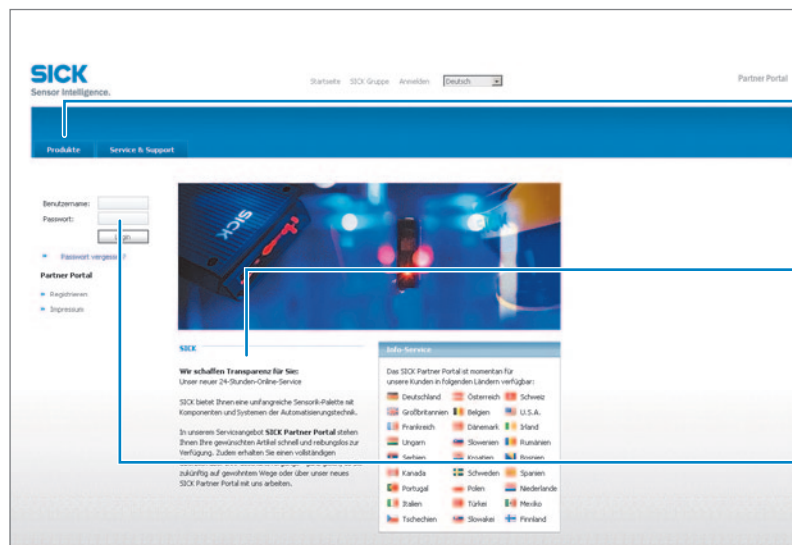 SICK
Sensor Intelligence.
Startseite SICK Gruppe Anmelden Deutsch
Partner Portal
Produkte Service & Support
Benutzername:
Passwort:
Login
Passwort vergessen?
Partner Portal
Registrieren
Impressum
SICK
SICK
Wir schaffen Transparenz für Sie:
Unser neuer 24-Stunden-Online-Service
SICK bietet Ihnen eine umfangreiche Sensorik-Palette mit
Komponenten und Systemen der Automatisierungstechnik.
In unserem Serviceangebot SICK Partner Portal stehen
Ihnen Ihre gewünschten Artikel schnell und reibungslos zur
Verfügung. Zudem erhalten Sie einen vollständigen
zukünftig auf gewohntem Wege oder über unser neues
SICK Partner Portal mit uns arbeiten.
Info-Service
Das SICK Partner Portal ist momentan für
unsere Kunden in folgenden Ländern verfügbar:
Deutschland Österreich Schweiz
Großbritannien Belgien U.S.A.
Frankreich Dänemark Irland
Ungarn Slowenien Rumänien
Serbien Kroatien Bosnien
Kanada Schweden Spanien
Portugal Polen Niederlande
Italien Türkei Mexiko
Tschechien Slowakei Finnland